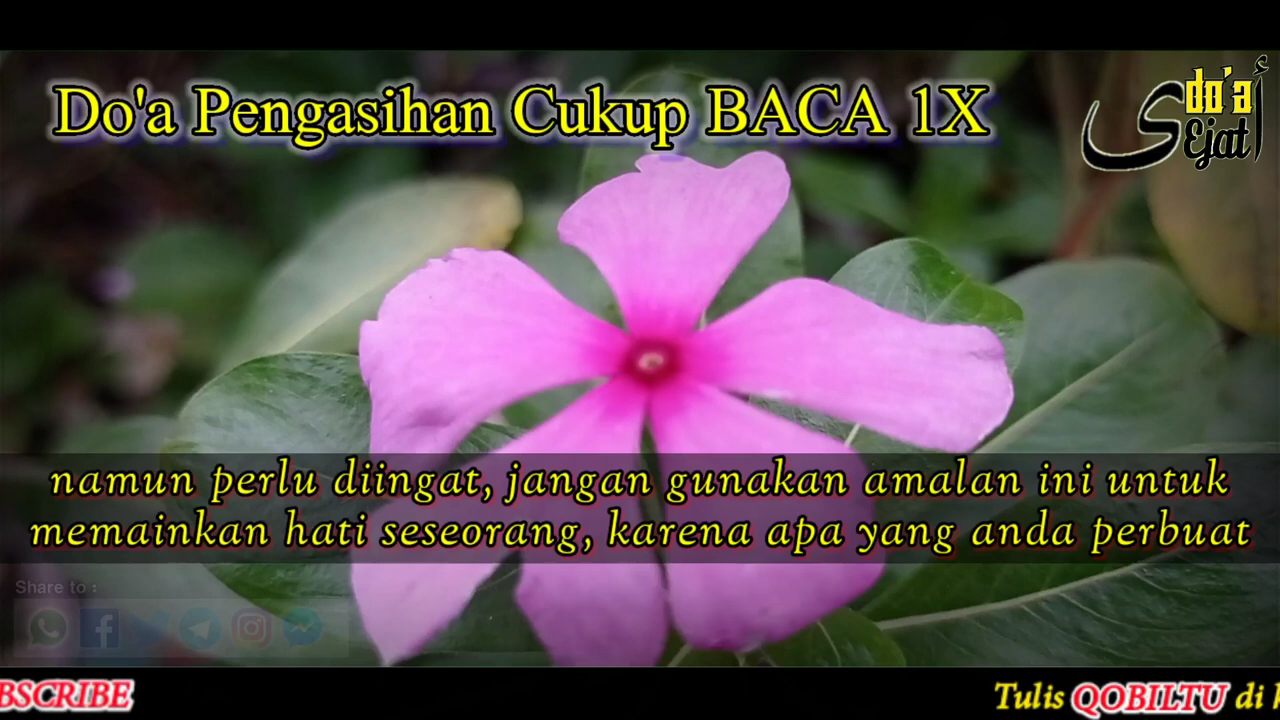 Do'a Pengasihan Cukup BACA 1X
do'a
Ejati
namun perlu diingat, jangan gunakan amalan ini untuk
memainkan hati seseorang, karena apa yang anda perbuat
Share to :
BSCRIBE
Tulis QOBILTU di k